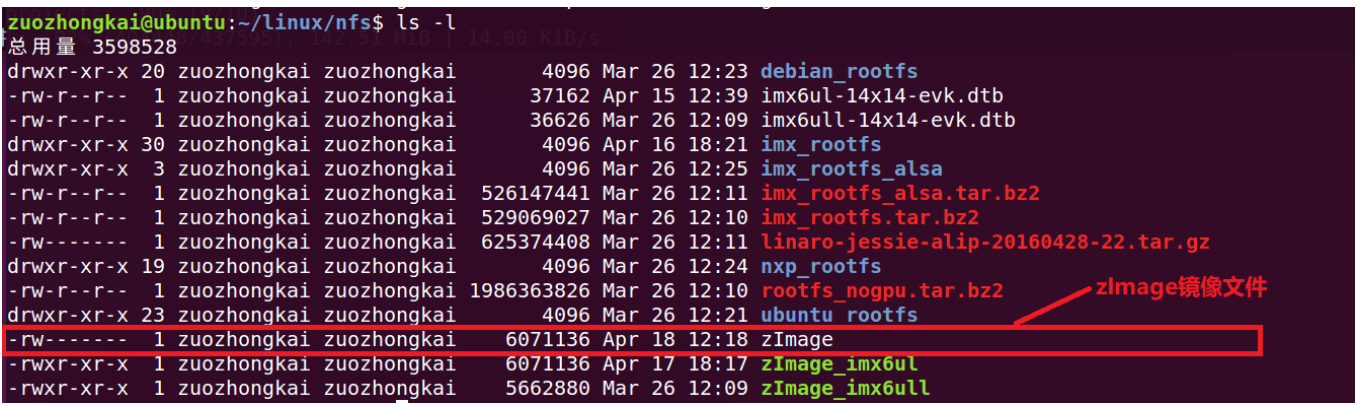 zuozhongkai@ubuntu:~/linux/nfs$ ls -l
总用量 3598528
drwxr-xr-x 20 zuozhongkai zuozhongkai 4096 Mar 26 12:23 debian_rootfs
-rw-r--r-- 1 zuozhongkai zuozhongkai 37162 Apr 15 12:39 imx6ul-14x14-evk.dtb
-rw-r--r-- 1 zuozhongkai zuozhongkai 36626 Mar 26 12:09 imx6ull-14x14-evk.dtb
drwxr-xr-x 30 zuozhongkai zuozhongkai 4096 Apr 16 18:21 imx_rootfs
drwxr-xr-x 3 zuozhongkai zuozhongkai 4096 Mar 26 12:25 imx_rootfs_alsa
-rw-r--r-- 1 zuozhongkai zuozhongkai 526147441 Mar 26 12:11 imx_rootfs_alsa.tar.bz2
-rw-r--r-- 1 zuozhongkai zuozhongkai 529069027 Mar 26 12:10 imx_rootfs.tar.bz2
-rw------- 1 zuozhongkai zuozhongkai 625374408 Mar 26 12:11 linaro-jessie-alip-20160428-22.tar.gz
drwxr-xr-x 19 zuozhongkai zuozhongkai 4096 Mar 26 12:24 nxp_rootfs
-rw-r--r-- 1 zuozhongkai zuozhongkai 1986363826 Mar 26 12:10 rootfs_nogpu.tar.bz2
zImage镜像文件
drwxr-xr-x 23 zuozhongkai zuozhongkai 4096 Mar 26 12:21 ubuntu_rootfs
-rw------- 1 zuozhongkai zuozhongkai 6071136 Apr 18 12:18 zImage
-rwxr-xr-x 1 zuozhongkai zuozhongkai 6071136 Apr 17 18:17 zImage_imx6ul
-rwxr-xr-x 1 zuozhongkai zuozhongkai 5662880 Mar 26 12:09 zImage_imx6ull